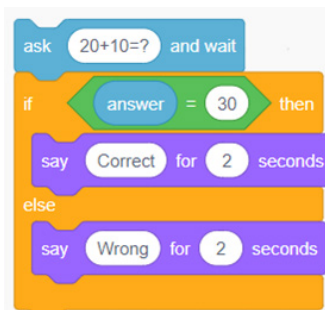 ask 20+10=? and wait
if answer = 30 then
say Correct for 2 seconds
else
say Wrong for 2 seconds